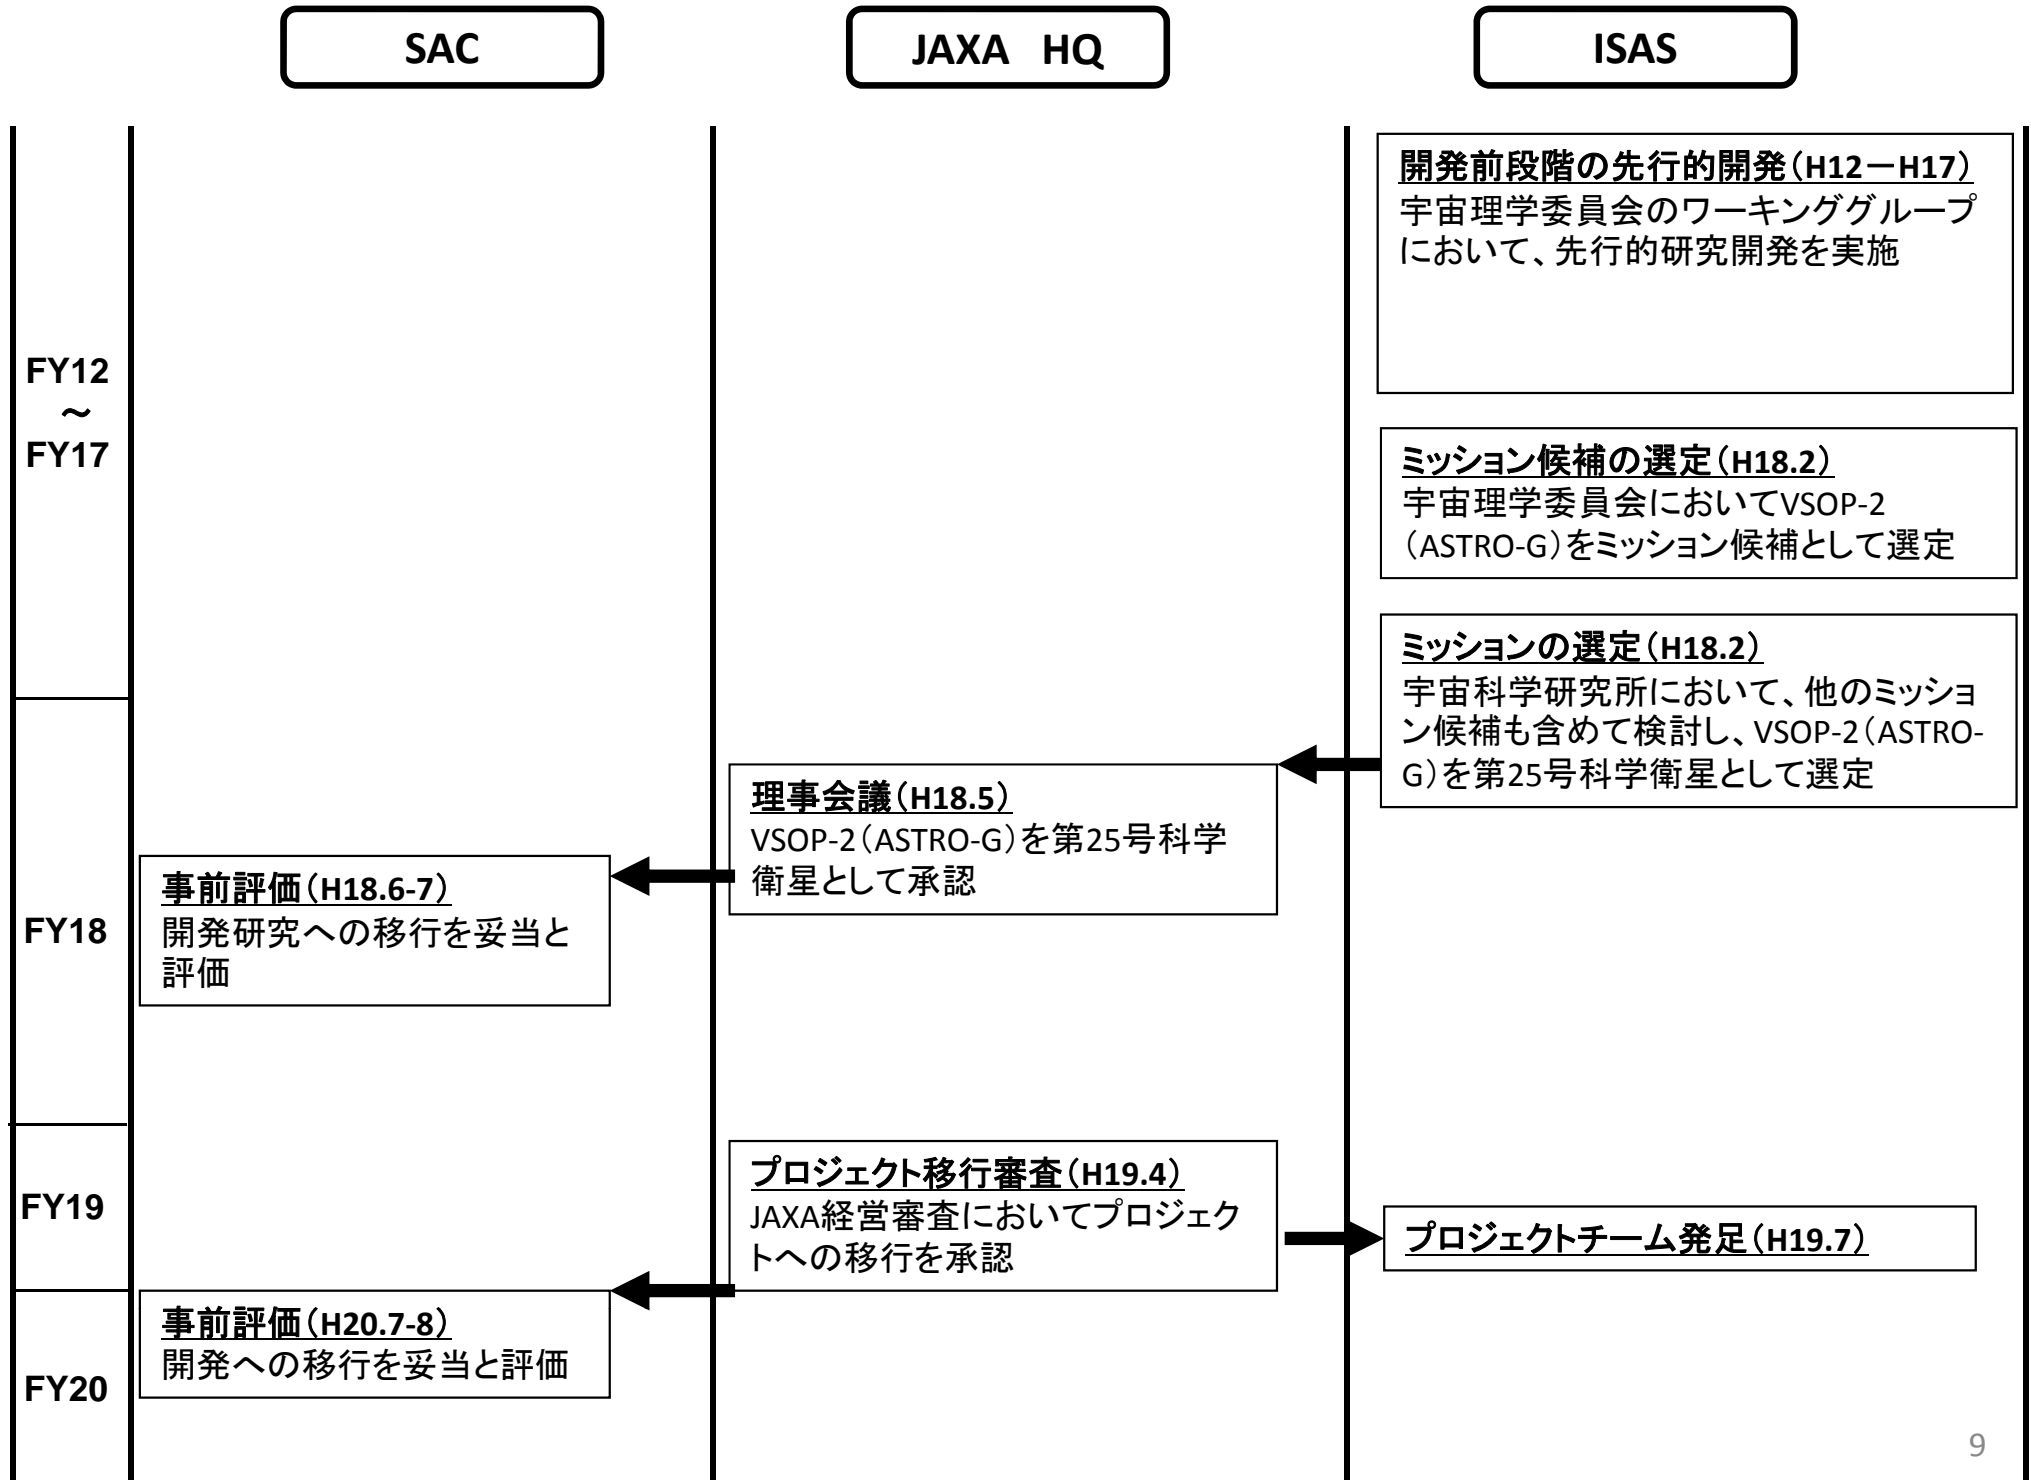 SAC
JAXA HQ
ISAS
FY12
～
FY17
開発前段階の先行的開発（H12－H17）
宇宙理学委員会のワーキンググループ
において、先行的研究開発を実施
ミッション候補の選定（H18.2）
宇宙理学委員会においてVSOP-2
（ASTRO-G）をミッション候補として選定
ミッションの選定（H18.2）
宇宙科学研究所において、他のミッショ
ン候補も含めて検討し、VSOP-2（ASTRO-
G）を第25号科学衛星として選定
FY18
理事会議（H18.5）
VSOP-2（ASTRO-G）を第25号科学
衛星として承認
事前評価（H18.6-7）
開発研究への移行を妥当と
評価
FY19
プロジェクト移行審査（H19.4）
JAXA経営審査においてプロジェク
トへの移行を承認
プロジェクトチーム発足（H19.7）
FY20
事前評価（H20.7-8）
開発への移行を妥当と評価
9